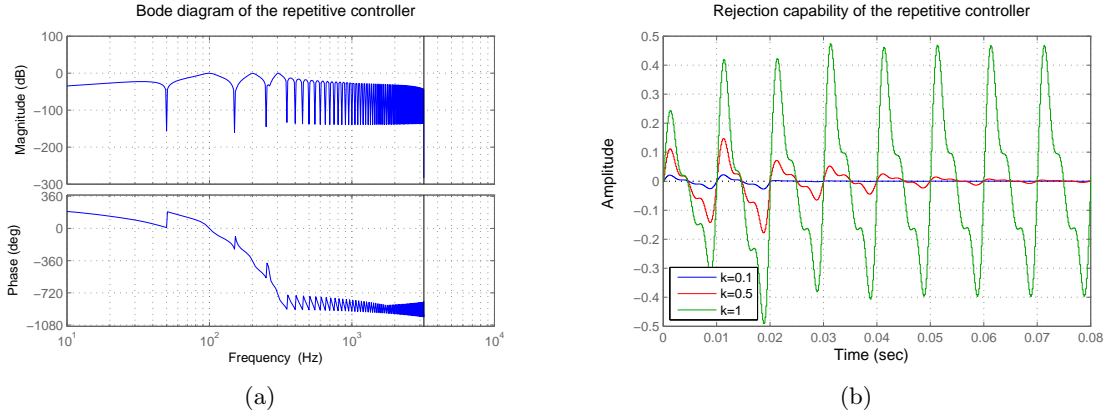 Bode diagram of the repetitive controller
Magnitude (dB)
100
0
−100
−200
−300
Phase (deg)
360
0
−360
−720
−1080
10^1
10^2
10^3
10^4
Frequency (Hz)
(a)
Rejection capability of the repetitive controller
Amplitude
0.5
0.4
0.3
0.2
0.1
0
−0.1
−0.2
−0.3
−0.4
−0.5
k=0.1
k=0.5
k=1
0
0.01
0.02
0.03
0.04
0.05
0.06
0.07
0.08
Time (sec)
(b)